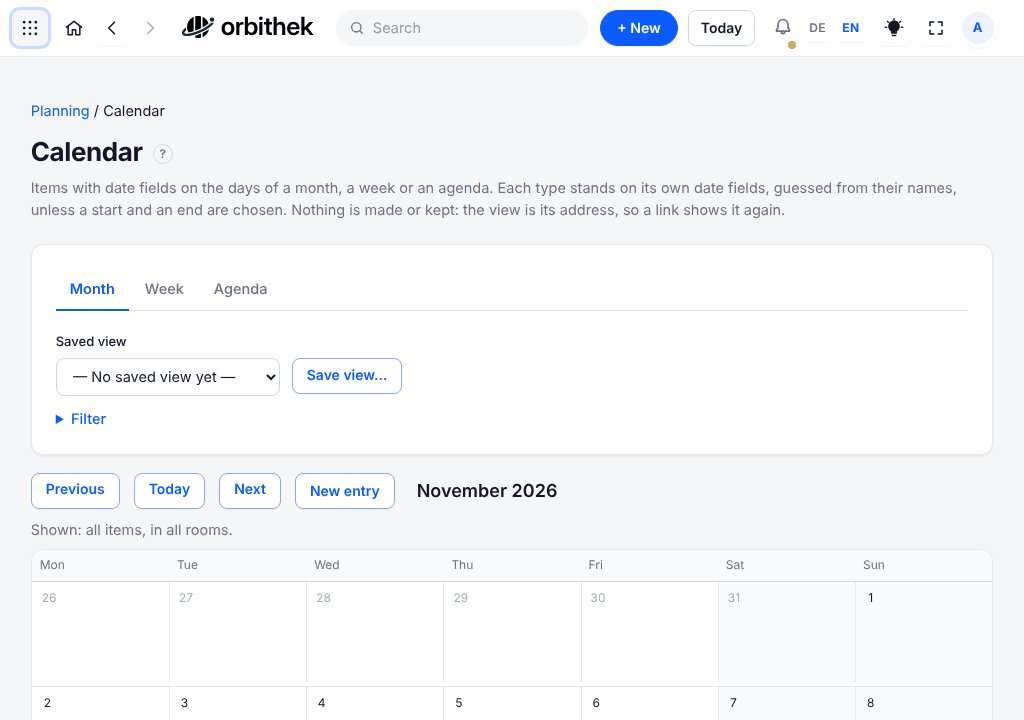 orbithek
Search
+ New
Today
DE
EN
A
Planning / Calendar
Calendar ?
Items with date fields on the days of a month, a week or an agenda. Each type stands on its own date fields, guessed from their names,
unless a start and an end are chosen. Nothing is made or kept: the view is its address, so a link shows it again.
Month Week Agenda
Saved view
— No saved view yet — Save view...
Filter
Previous Today Next New entry November 2026
Shown: all items, in all rooms.
Mon Tue Wed Thu Fri Sat Sun
26 27 28 29 30 31 1
2 3 4 5 6 7 8